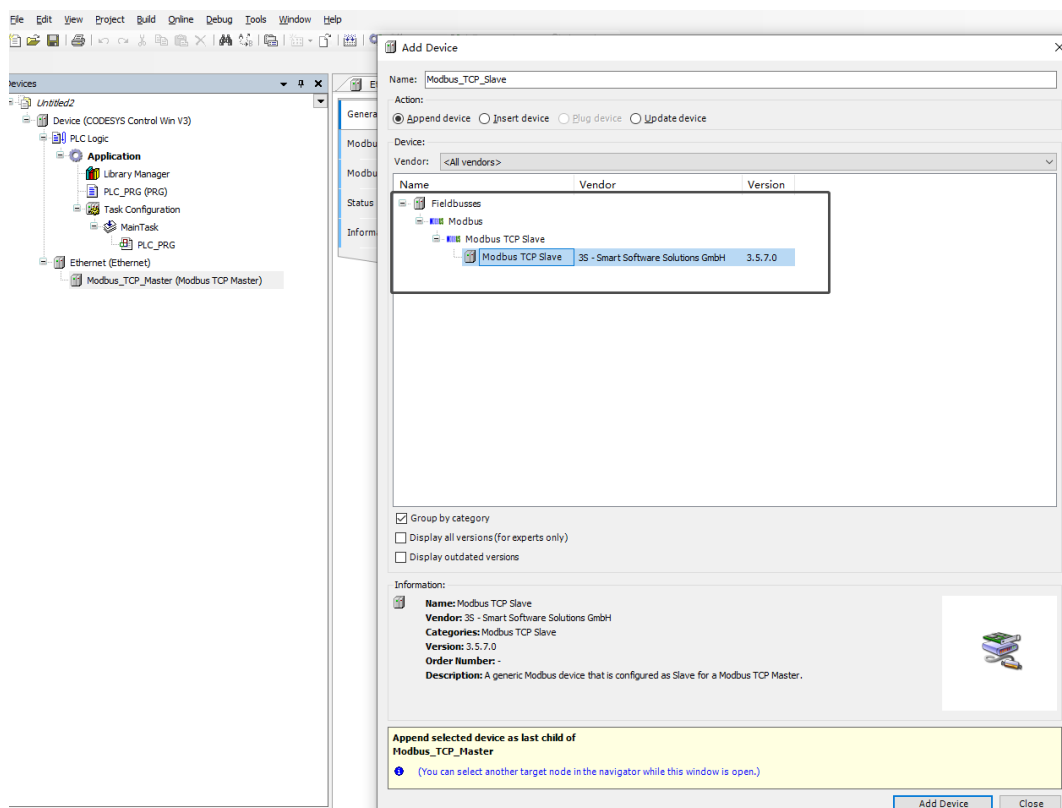 File Edit View Project Build Online Debug Tools Window Help
Add Device
Devices
Untitled2
Device (CODESYS Control Win V3)
PLC Logic
Application
Library Manager
PLC_PRG (PRG)
Task Configuration
MainTask
PLC_PRG
Ethernet (Ethernet)
Modbus_TCP_Master (Modbus TCP Master)
Status
Name: Modbus_TCP_Slave
Action:
Append device Insert device Plug device Update device
Device:
Vendor: <All vendors>
Name Vendor Version
Fieldbusses
Modbus
Modbus TCP Slave
Modbus TCP Slave 3S - Smart Software Solutions GmbH 3.5.7.0
Group by category
Display all versions (for experts only)
Display outdated versions
Information:
Name: Modbus TCP Slave
Vendor: 3S - Smart Software Solutions GmbH
Categories: Modbus TCP Slave
Version: 3.5.7.0
Order Number: -
Description: A generic Modbus device that is configured as Slave for a Modbus TCP Master.
Append selected device as last child of
Modbus_TCP_Master
(You can select another target node in the navigator while this window is open.)
Add Device Close